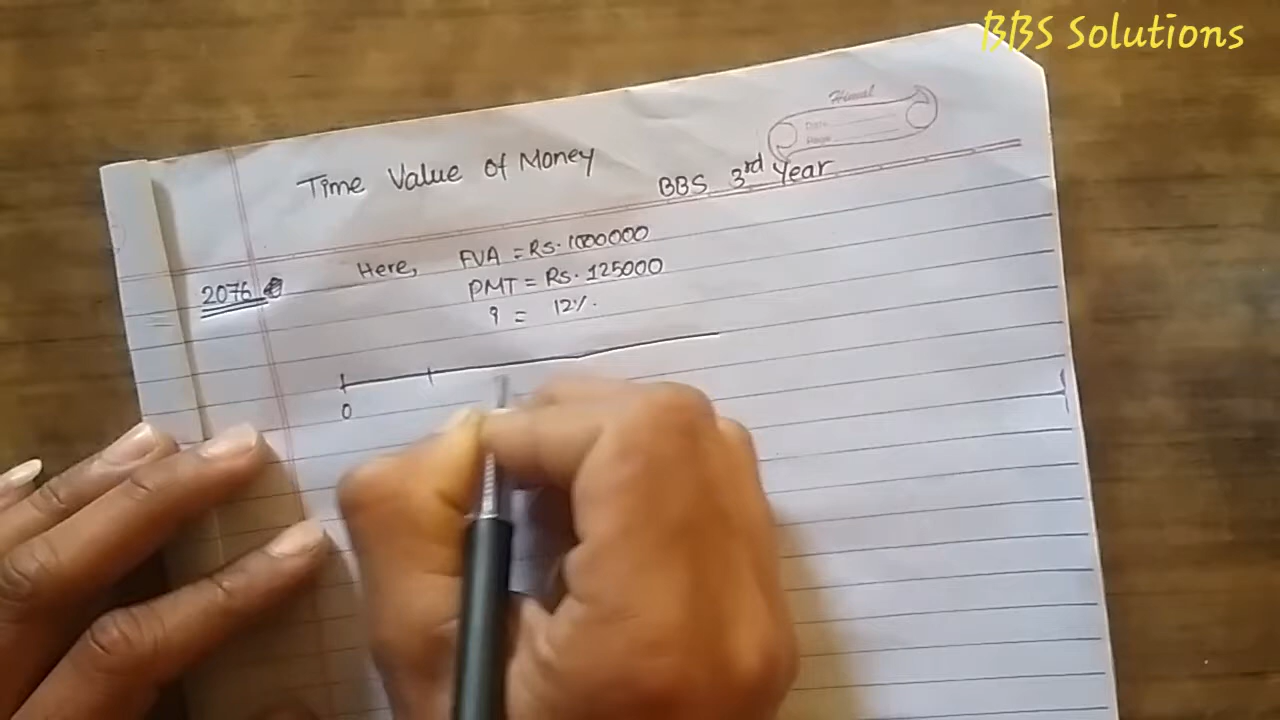 BBS Solutions
Himal
Date
Page
Time Value of Money
BBS 3rd Year
2076
Here, FVA = Rs. 1000000
PMT = Rs. 125000
i = 12%.
0